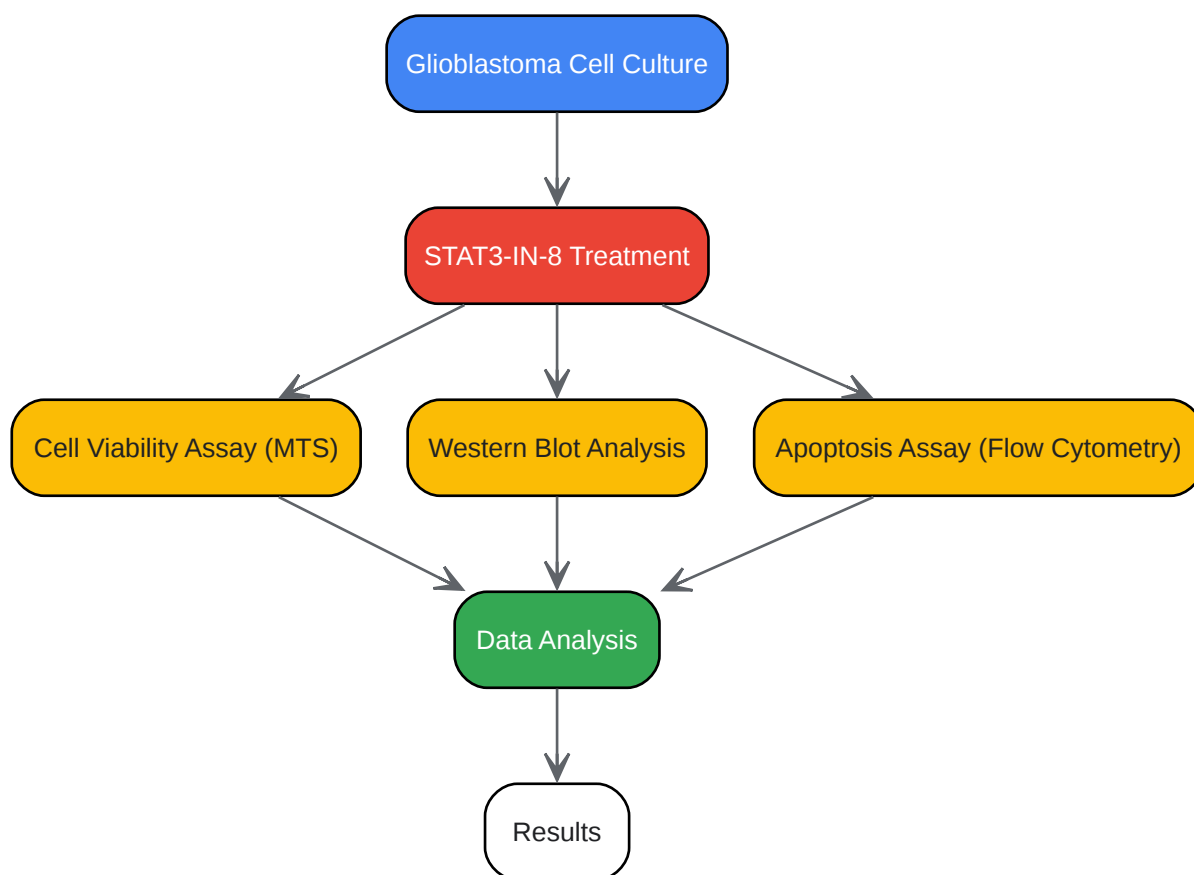 Glioblastoma Cell Culture
STAT3-IN-8 Treatment
Cell Viability Assay (MTS)
Western Blot Analysis
Apoptosis Assay (Flow Cytometry)
Data Analysis
Results